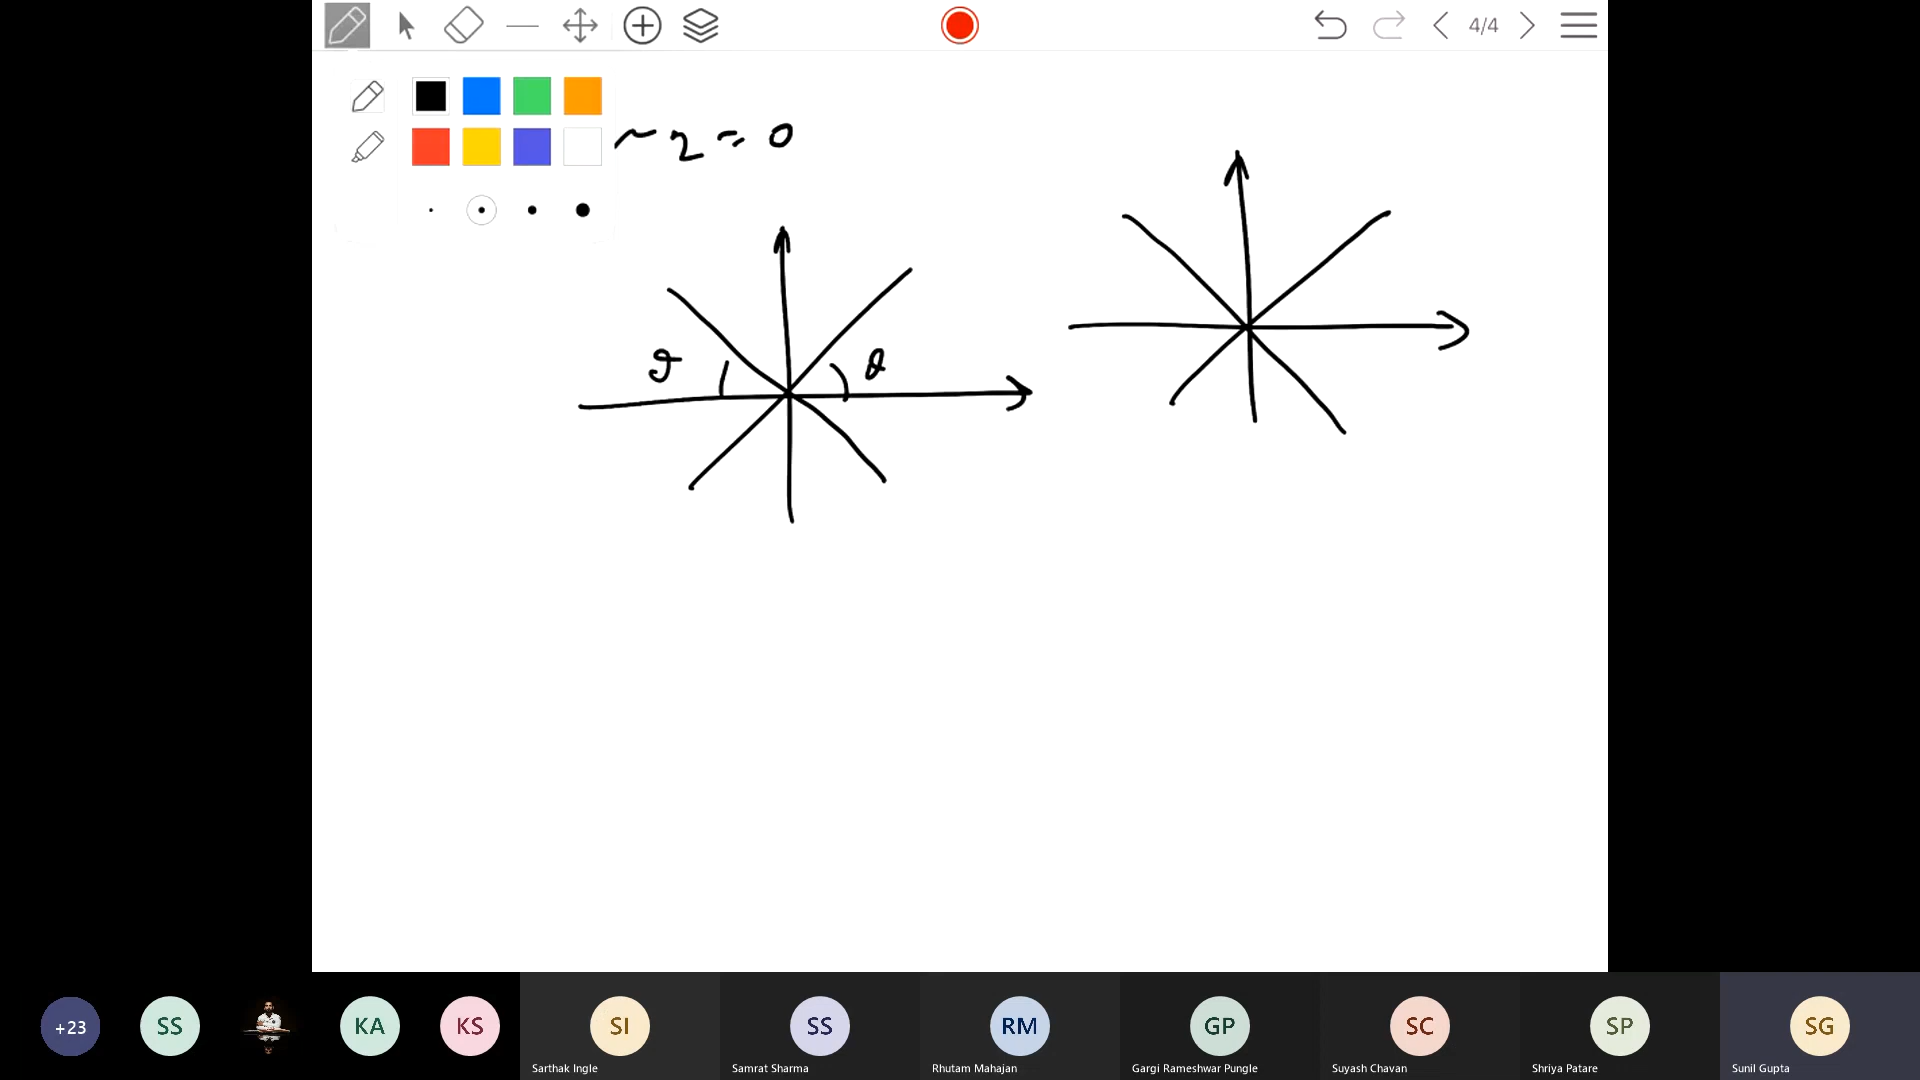 4/4
m2 = 0
θ
θ
+23
SS
KA
KS
SI
SS
RM
GP
SC
SP
SG
Sarthak Ingle
Samrat Sharma
Rhutam Mahajan
Gargi Rameshwar Pungle
Suyash Chavan
Shriya Patare
Sunil Gupta